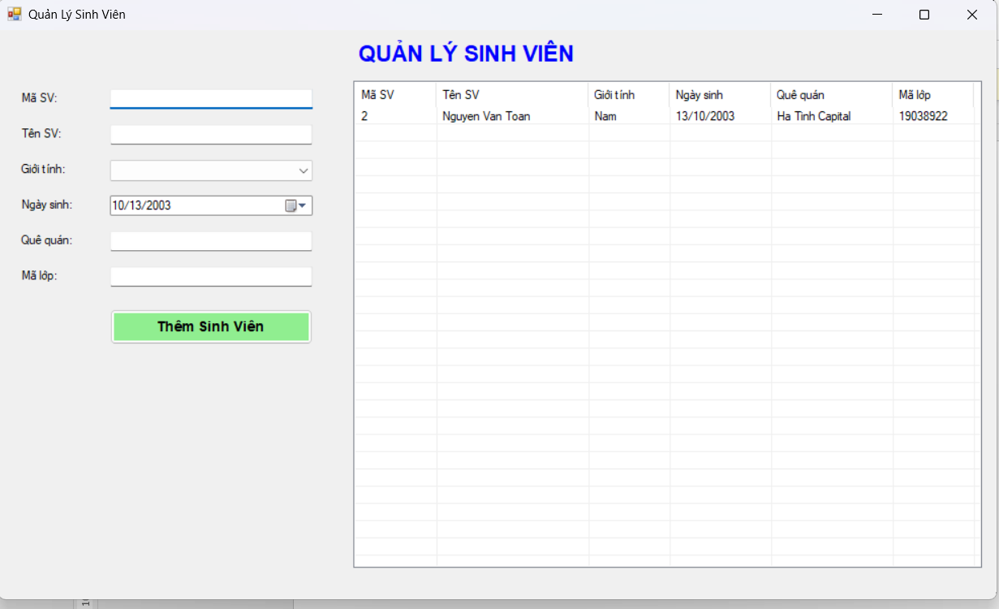 Quản Lý Sinh Viên
QUẢN LÝ SINH VIÊN
Mã SV:
Tên SV:
Giới tính:
Ngày sinh: 10/13/2003
Quê quán:
Mã lớp:
Thêm Sinh Viên
Mã SV Tên SV Giới tính Ngày sinh Quê quán Mã lớp
2 Nguyen Van Toan Nam 13/10/2003 Ha Tinh Capital 19038922